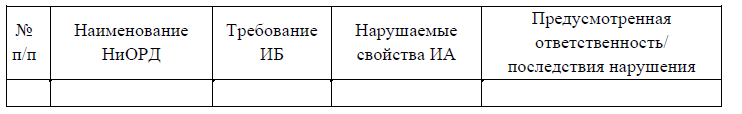 №
п/п
Наименование
НиОРД
Требование
ИБ
Нарушаемые
свойства ИА
Предусмотренная
ответственность/
последствия нарушения